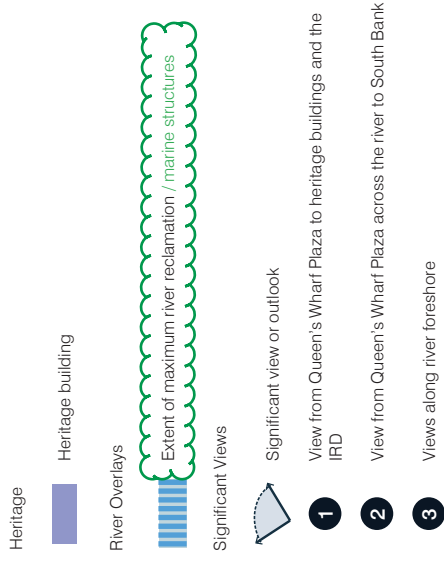 Heritage
Heritage building
River Overlays
Extent of maximum river reclamation / marine structures
Significant Views
Significant view or outlook
1 View from Queen's Wharf Plaza to heritage buildings and the
IRD
2 View from Queen's Wharf Plaza across the river to South Bank
3 Views along river foreshore